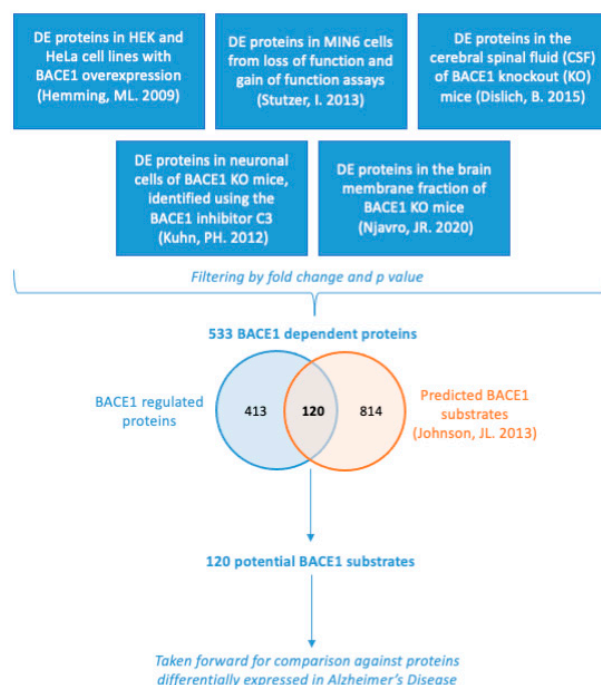 DE proteins in HEK and
HeLa cell lines with
BACE1 overexpression
(Hemming, ML. 2009)
DE proteins in MIN6 cells
from loss of function and
gain of function assays
(Stutzer, I. 2013)
DE proteins in the
cerebral spinal fluid (CSF)
of BACE1 knockout (KO)
mice (Dislich, B. 2015)
DE proteins in neuronal
cells of BACE1 KO mice,
identified using the
BACE1 inhibitor C3
(Kuhn, PH. 2012)
DE proteins in the brain
membrane fraction of
BACE1 KO mice
(Njavro, JR. 2020)
Filtering by fold change and p value
533 BACE1 dependent proteins
BACE1 regulated
proteins
413
120
814
Predicted BACE1
substrates
(Johnson, JL. 2013)
120 potential BACE1 substrates
Taken forward for comparison against proteins
differentially expressed in Alzheimer's Disease